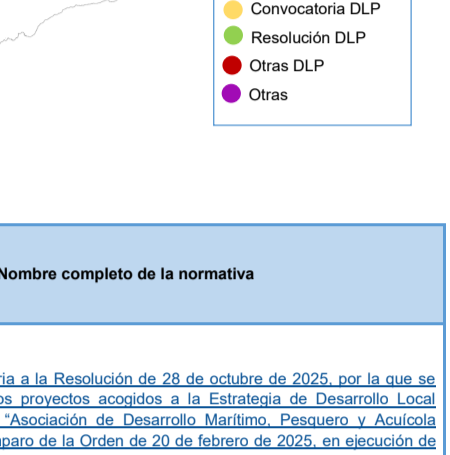 Convocatoria DLP
Resolución DLP
Otras DLP
Otras
Nombre completo de la normativa
a la Resolución de 28 de octubre de 2025, por la que se
proyectos acogidos a la Estrategia de Desarrollo Local
“Asociación de Desarrollo Marítimo, Pesquero y Acuícola
de la Orden de 20 de febrero de 2025, en ejecución de